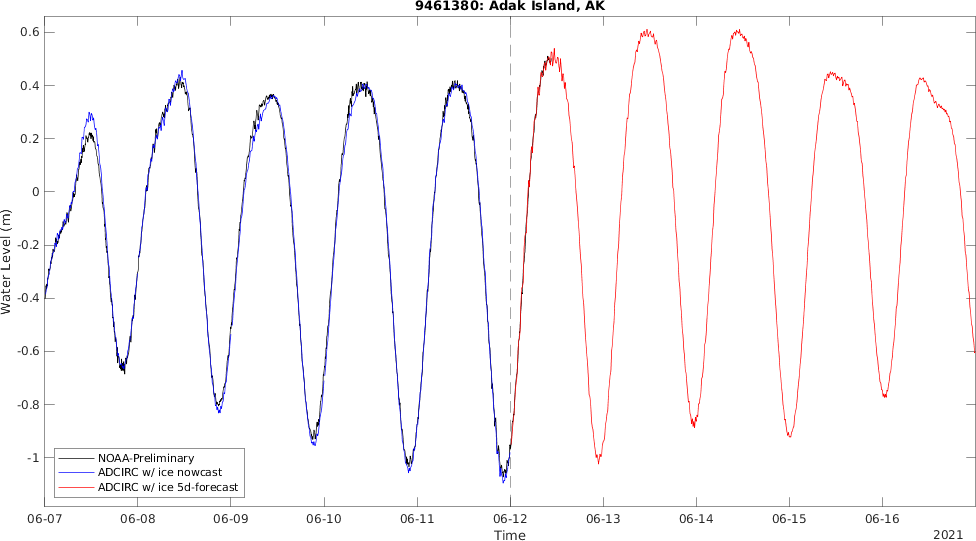 9461380: Adak Island, AK
0.6
0.4
0.2
0
-0.2
-0.4
-0.6
-0.8
-1
Water Level (m)
NOAA-Preliminary
ADCIRC w/ ice nowcast
ADCIRC w/ ice 5d-forecast
06-07 06-08 06-09 06-10 06-11 06-12 06-13 06-14 06-15 06-16
Time
2021